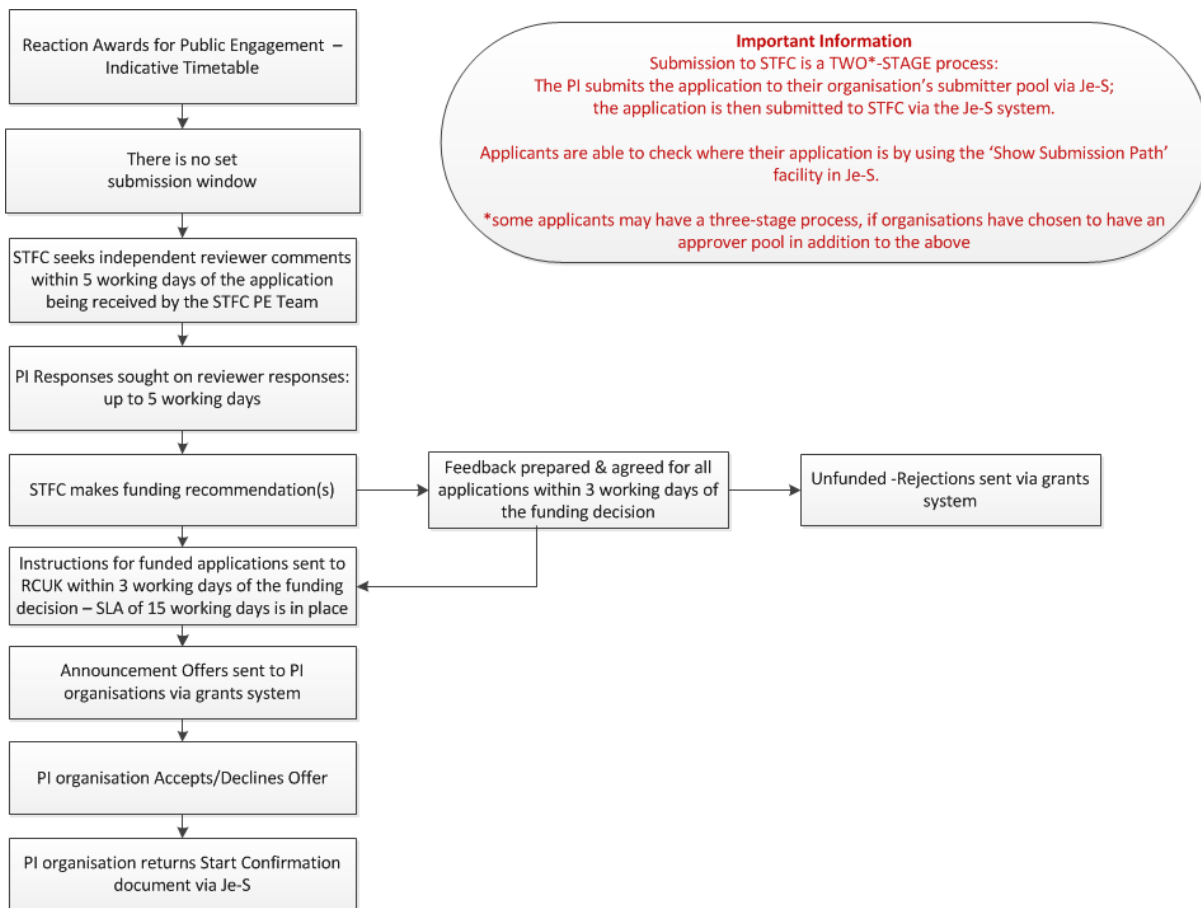 Reaction Awards for Public Engagement –
Indicative Timetable
Important Information
Submission to STFC is a TWO*-STAGE process:
The PI submits the application to their organisation’s submitter pool via Je-S;
the application is then submitted to STFC via the Je-S system.
Applicants are able to check where their application is by using the ‘Show Submission Path’
facility in Je-S.
*some applicants may have a three-stage process, if organisations have chosen to have an
approver pool in addition to the above
There is no set
submission window
STFC seeks independent reviewer comments
within 5 working days of the application
being received by the STFC PE Team
PI Responses sought on reviewer responses:
up to 5 working days
STFC makes funding recommendation(s)
Feedback prepared & agreed for all
applications within 3 working days of
the funding decision
Unfunded -Rejections sent via grants
system
Instructions for funded applications sent to
RCUK within 3 working days of the funding
decision – SLA of 15 working days is in place
Announcement Offers sent to PI
organisations via grants system
PI organisation Accepts/Declines Offer
PI organisation returns Start Confirmation
document via Je-S